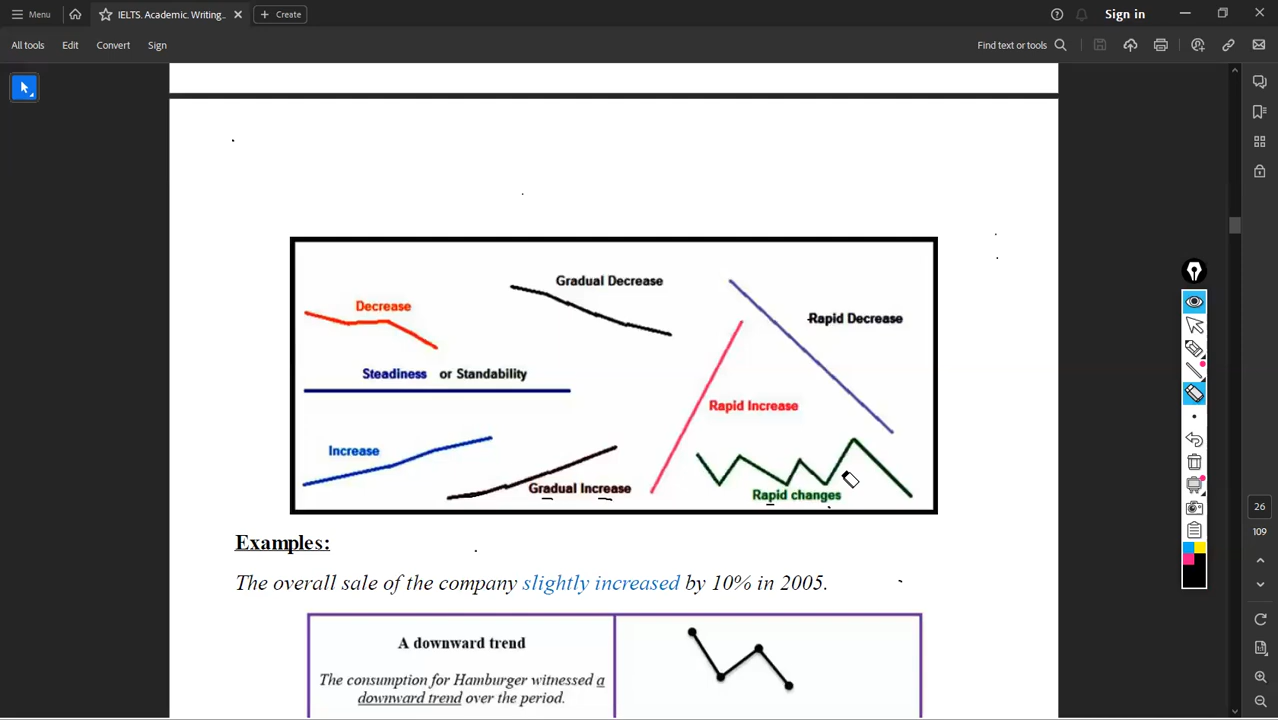 Menu
IELTS. Academic. Writing..
Create
Sign in
All tools
Edit
Convert
Sign
Find text or tools
Gradual Decrease
Decrease
Rapid Decrease
Steadiness or Standability
Rapid Increase
Increase
Gradual Increase
Rapid changes
26
109
Examples:
The overall sale of the company slightly increased by 10% in 2005.
A downward trend
The consumption for Hamburger witnessed a
downward trend over the period.